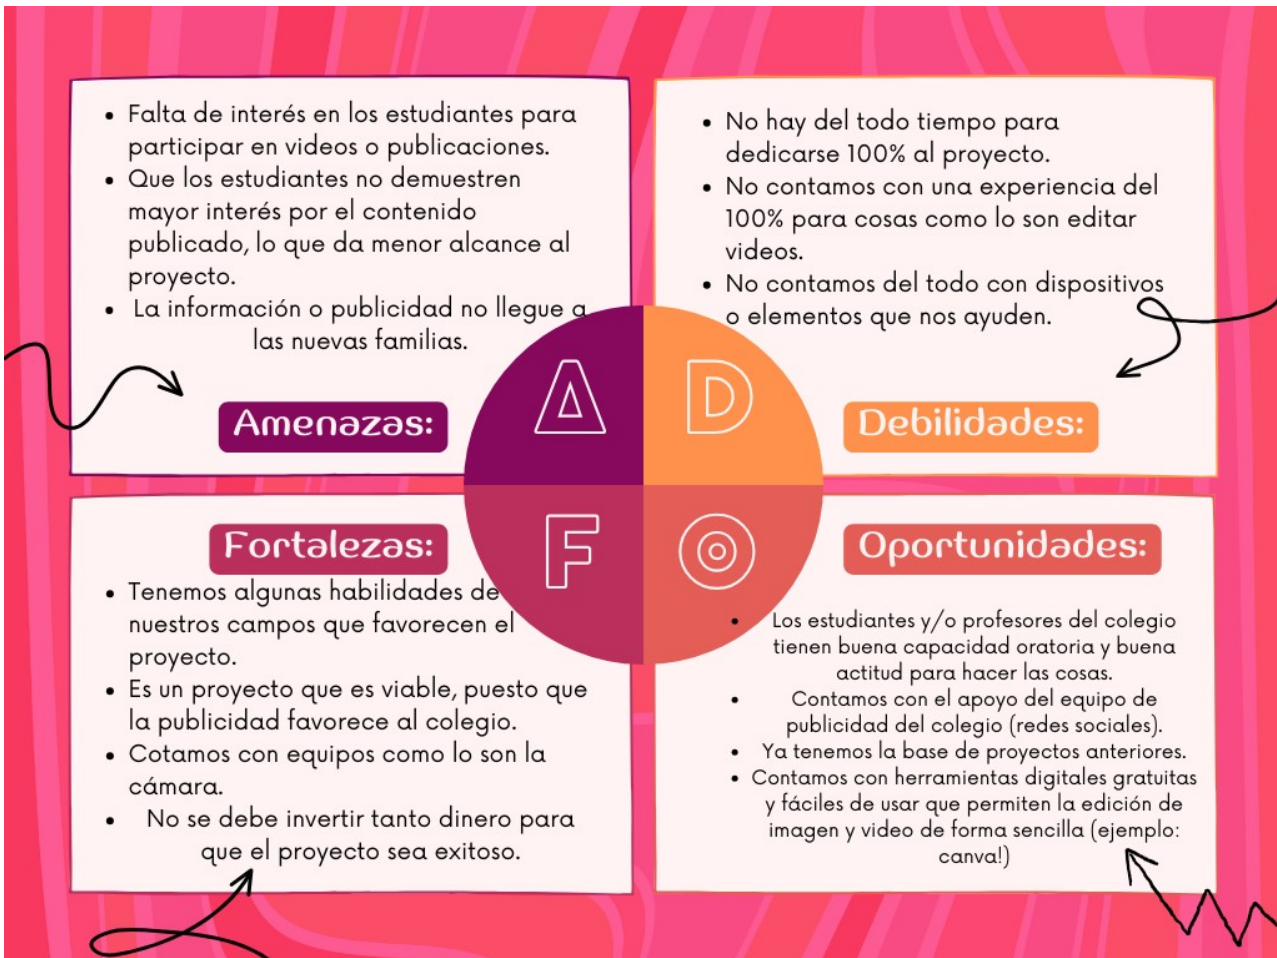 • Falta de interés en los estudiantes para
participar en videos o publicaciones.
• Que los estudiantes no demuestren
mayor interés por el contenido
publicado, lo que da menor alcance al
proyecto.
• La información o publicidad no llegue a
las nuevas familias.
Amenazas:
• No hay del todo tiempo para
dedicarse 100% al proyecto.
• No contamos con una experiencia del
100% para cosas como lo son editar
videos.
• No contamos del todo con dispositivos
o elementos que nos ayuden.
Debilidades:
A
D
F
O
Fortalezas:
• Tenemos algunas habilidades de
nuestros campos que favorecen el
proyecto.
• Es un proyecto que es viable, puesto que
la publicidad favorece al colegio.
• Cotamos con equipos como lo son la
cámara.
• No se debe invertir tanto dinero para
que el proyecto sea exitoso.
Oportunidades:
• Los estudiantes y/o profesores del colegio
tienen buena capacidad oratoria y buena
actitud para hacer las cosas.
• Contamos con el apoyo del equipo de
publicidad del colegio (redes sociales).
• Ya tenemos la base de proyectos anteriores.
• Contamos con herramientas digitales gratuitas
y fáciles de usar que permiten la edición de
imagen y video de forma sencilla (ejemplo:
canva!)